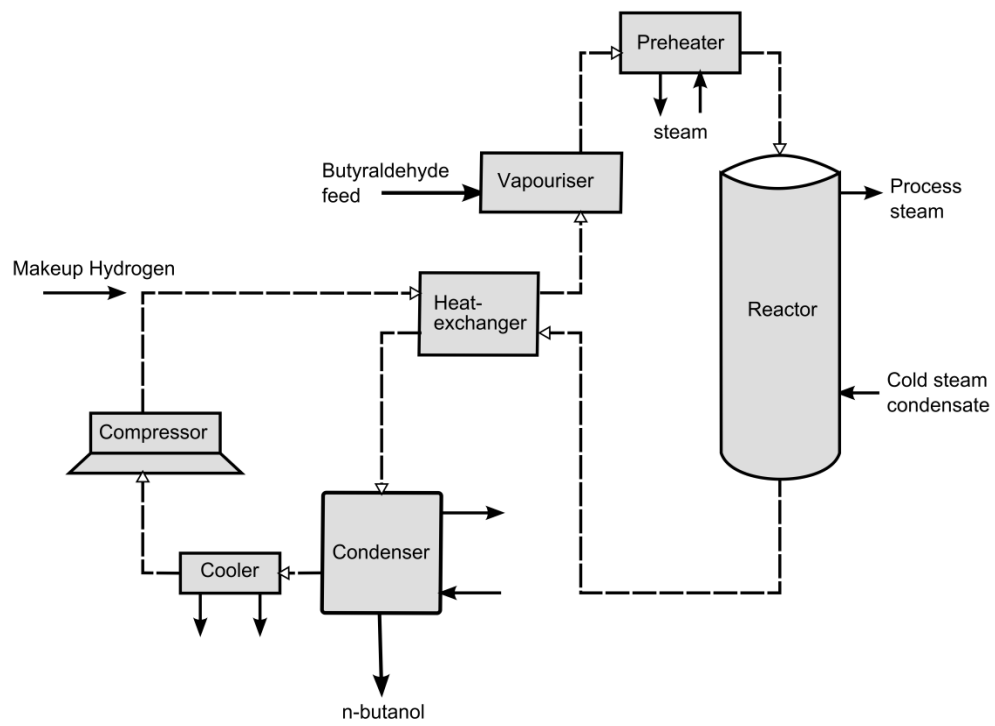 Preheater
steam
Butyraldehyde
feed
Vapouriser
Process
steam
Makeup Hydrogen
Heat-
exchanger
Reactor
Cold steam
condensate
Compressor
Condenser
Cooler
n-butanol